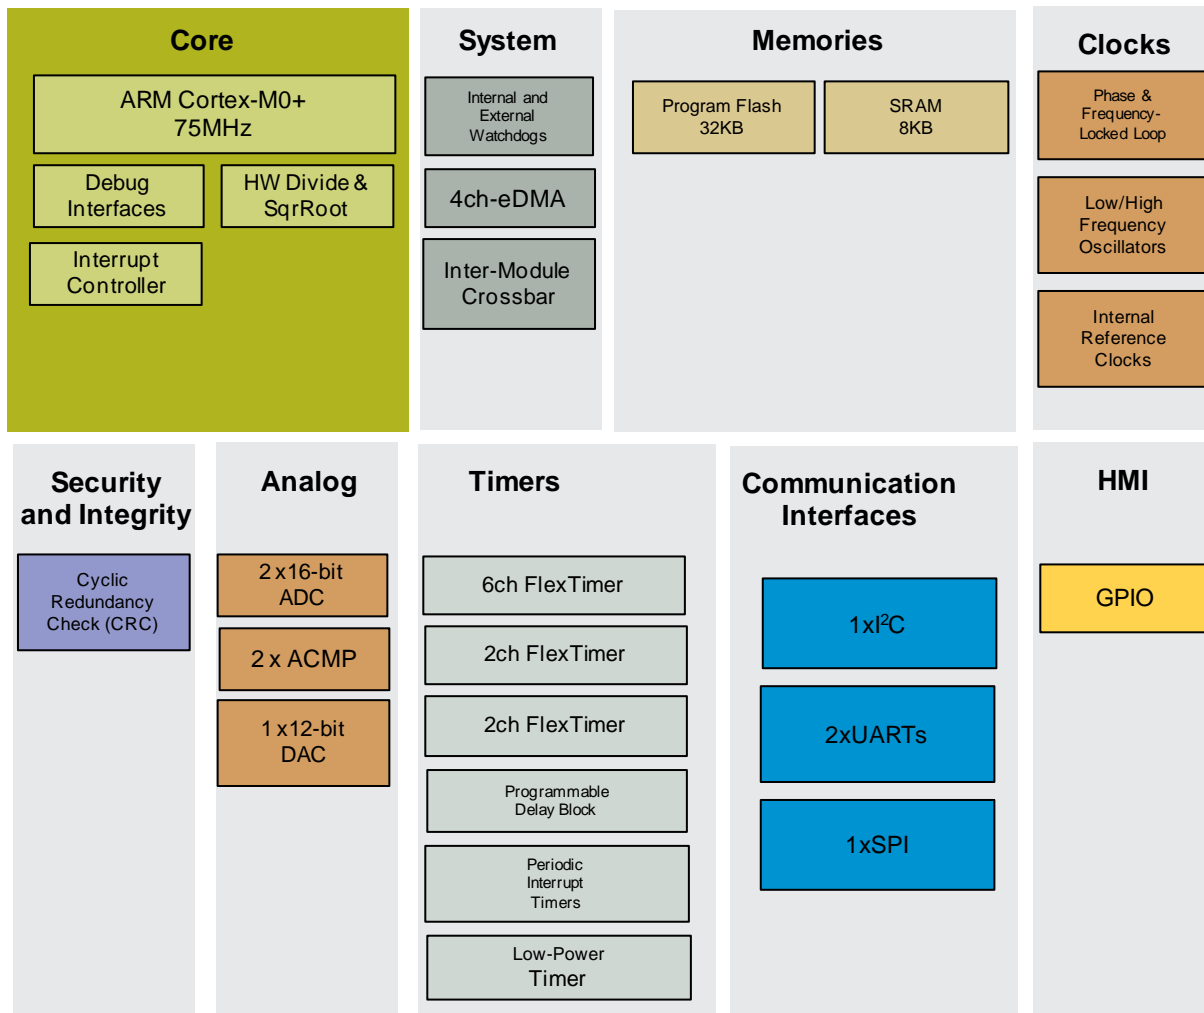 Core
ARM Cortex-M0+
75MHz
Debug
Interfaces
HW Divide &
SqrRoot
Interrupt
Controller
System
Internal and
External
Watchdogs
4ch-eDMA
Inter-Module
Crossbar
Memories
Program Flash
32KB
SRAM
8KB
Clocks
Phase &
Frequency-
Locked Loop
Low/High
Frequency
Oscillators
Internal
Reference
Clocks
Security
and Integrity
Cyclic
Redundancy
Check (CRC)
Analog
2 x16-bit
ADC
2 x ACMP
1 x12-bit
DAC
Timers
6ch FlexTimer
2ch FlexTimer
2ch FlexTimer
Programmable
Delay Block
Periodic
Interrupt
Timers
Low-Power
Timer
Communication
Interfaces
1xI²C
2xUARTs
1xSPI
HMI
GPIO